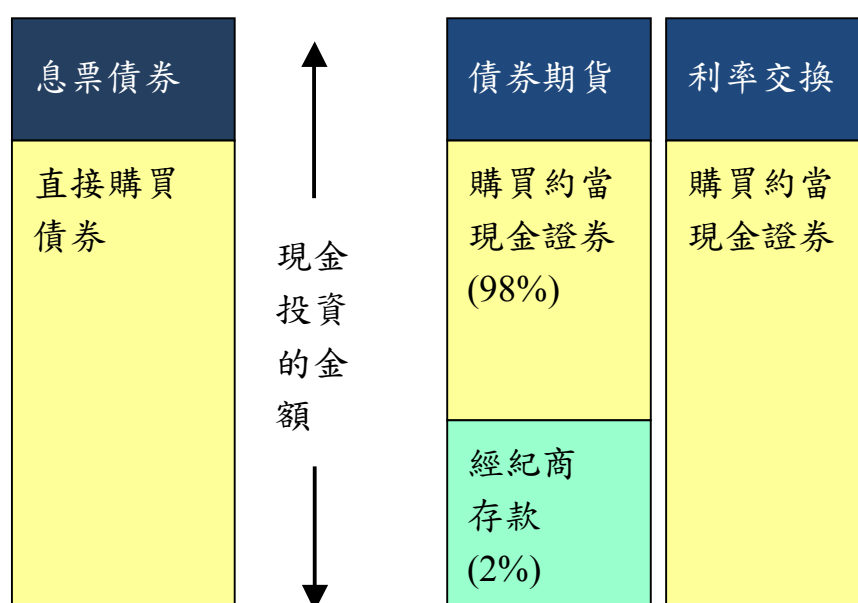 息票債券
直接購買
債券
現金
投資
的金
額
債券期貨
購買約當
現金證券
(98%)
經紀商
存款
(2%)
利率交換
購買約當
現金證券